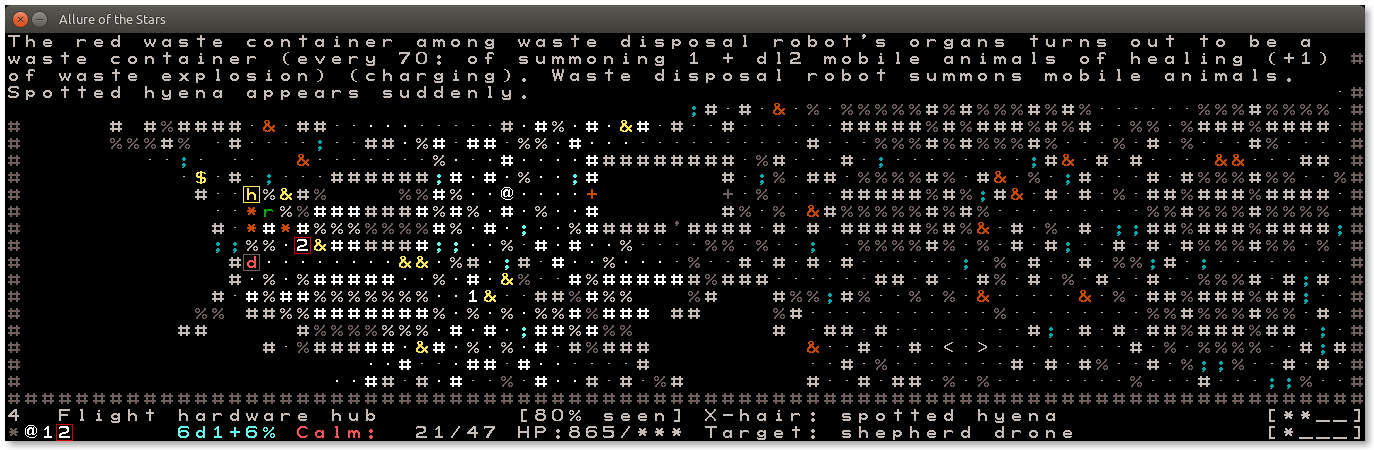 Allure of the Stars
The red waste container among waste disposal robot's organs turns out to be a
waste container (every 70: of summoning 1 + dl2 mobile animals of healing (+1)
of waste explosion) (charging). Waste disposal robot summons mobile animals.
Spotted hyena appears suddenly.
4 Flight hardware hub [80% seen] X-hair: spotted hyena [**__]
*@12 6d1+6% Calm: 21/47 HP:865/*** Target: shepherd drone [*___]